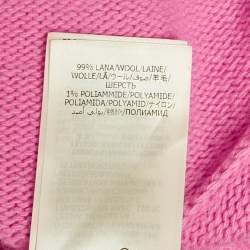 99% LANA/WOOL/LAINE/
WOLLE/LÃ/ウール/صوف/羊毛/
ШЕРСТЬ
1% POLIAMMIDE/POLYAMIDE/
POLIAMIDA/POLYAMID/ナイロン/
ПОЛИАМИД